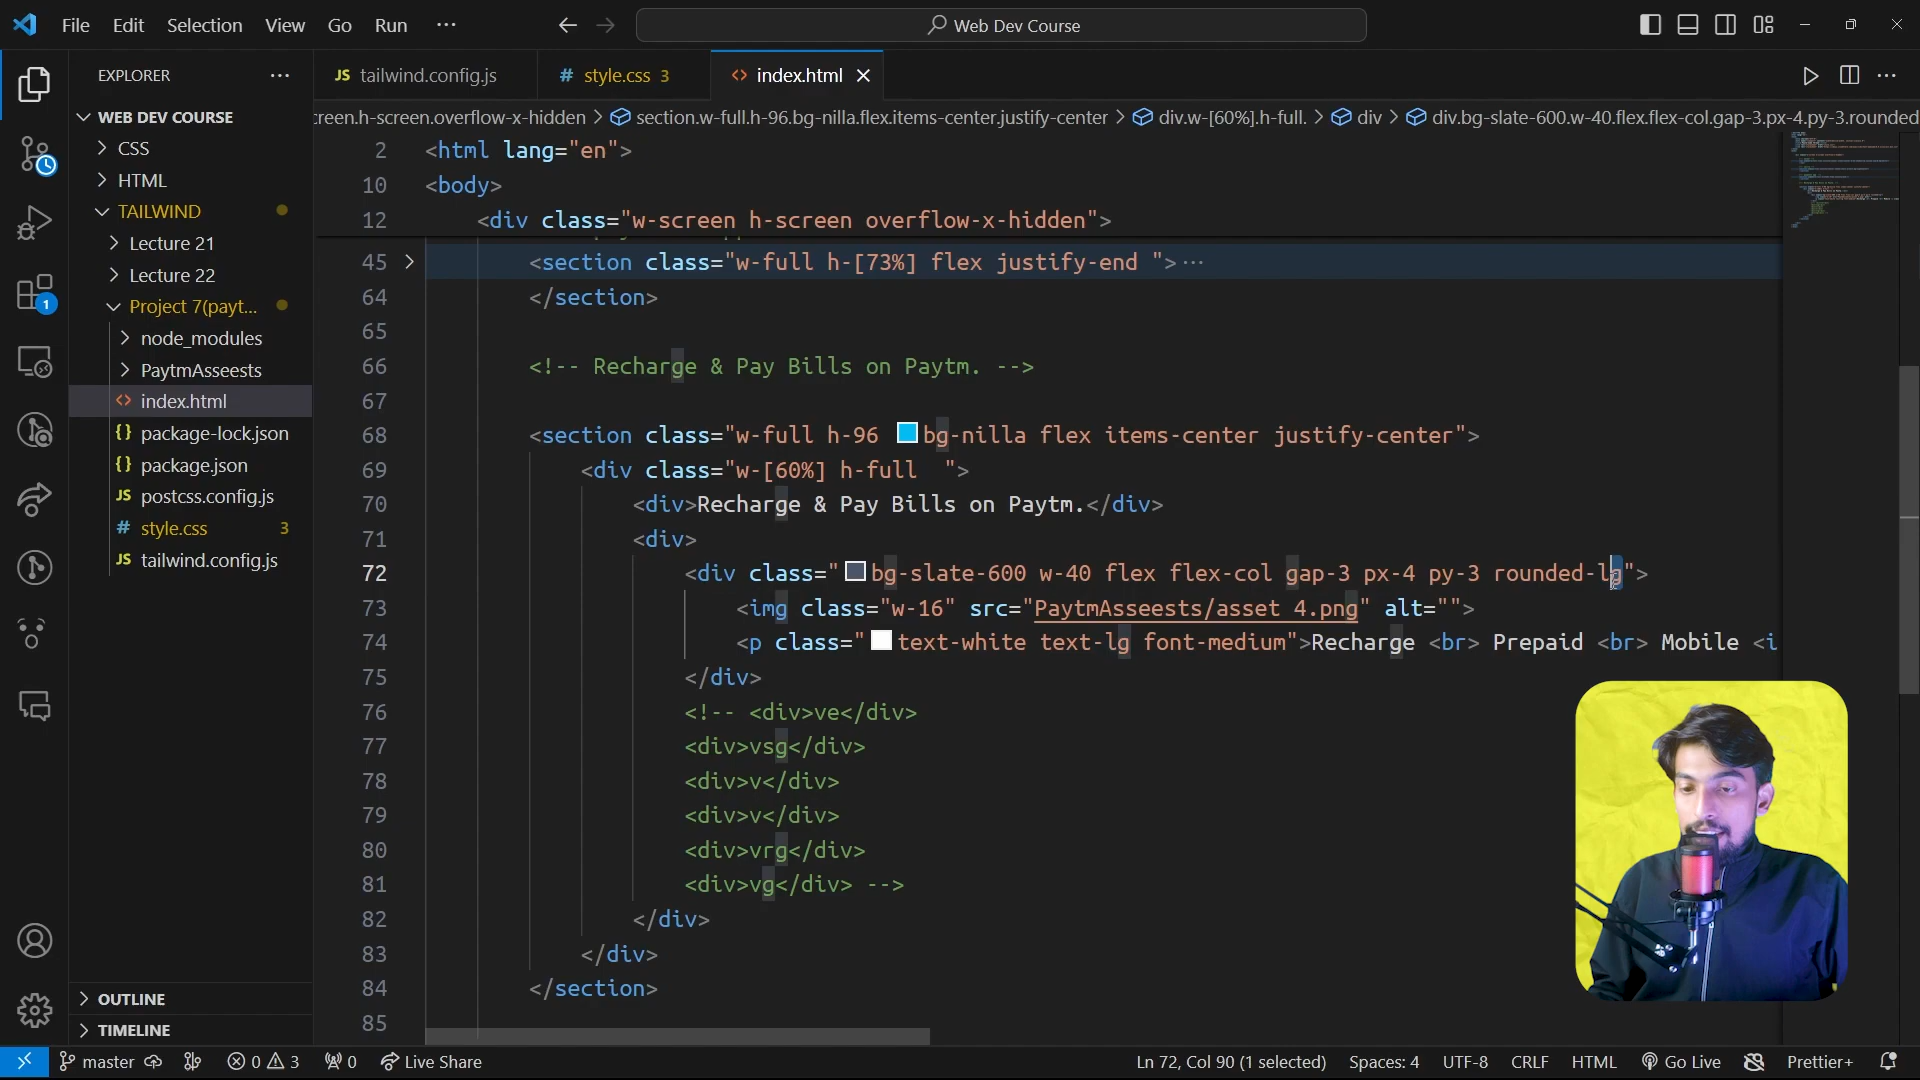 File Edit Selection View Go Run ··· Web Dev Course
EXPLORER ···
WEB DEV COURSE
CSS
HTML
TAILWIND
Lecture 21
Lecture 22
Project 7(payt...
node_modules
PaytmAsseests
<> index.html
{} package-lock.json
{} package.json
JS postcss.config.js
# style.css 3
JS tailwind.config.js
OUTLINE
TIMELINE
1
JS tailwind.config.js # style.css 3 <> index.html
creen.h-screen.overflow-x-hidden > section.w-full.h-96.bg-nilla.flex.items-center.justify-center > div.w-[60%].h-full. > div > div.bg-slate-600.w-40.flex.flex-col.gap-3.px-4.py-3.rounded
2 <html lang="en">
10 <body>
12 <div class="w-screen h-screen overflow-x-hidden">
45 <section class="w-full h-[73%] flex justify-end ">···
64 </section>
65
66 <!-- Recharge & Pay Bills on Paytm. -->
67
68 <section class="w-full h-96 bg-nilla flex items-center justify-center">
69 <div class="w-[60%] h-full  ">
70 <div>Recharge & Pay Bills on Paytm.</div>
71 <div>
72 <div class="bg-slate-600 w-40 flex flex-col gap-3 px-4 py-3 rounded-lg">
73 <img class="w-16" src="PaytmAsseests/asset 4.png" alt="">
74 <p class="text-white text-lg font-medium">Recharge <br> Prepaid <br> Mobile <i
75 </div>
76 <!-- <div>ve</div>
77 <div>vsg</div>
78 <div>v</div>
79 <div>v</div>
80 <div>vrg</div>
81 <div>vg</div> -->
82 </div>
83 </div>
84 </section>
85
master 0 3 0 Live Share Ln 72, Col 90 (1 selected) Spaces: 4 UTF-8 CRLF HTML Go Live Prettier+